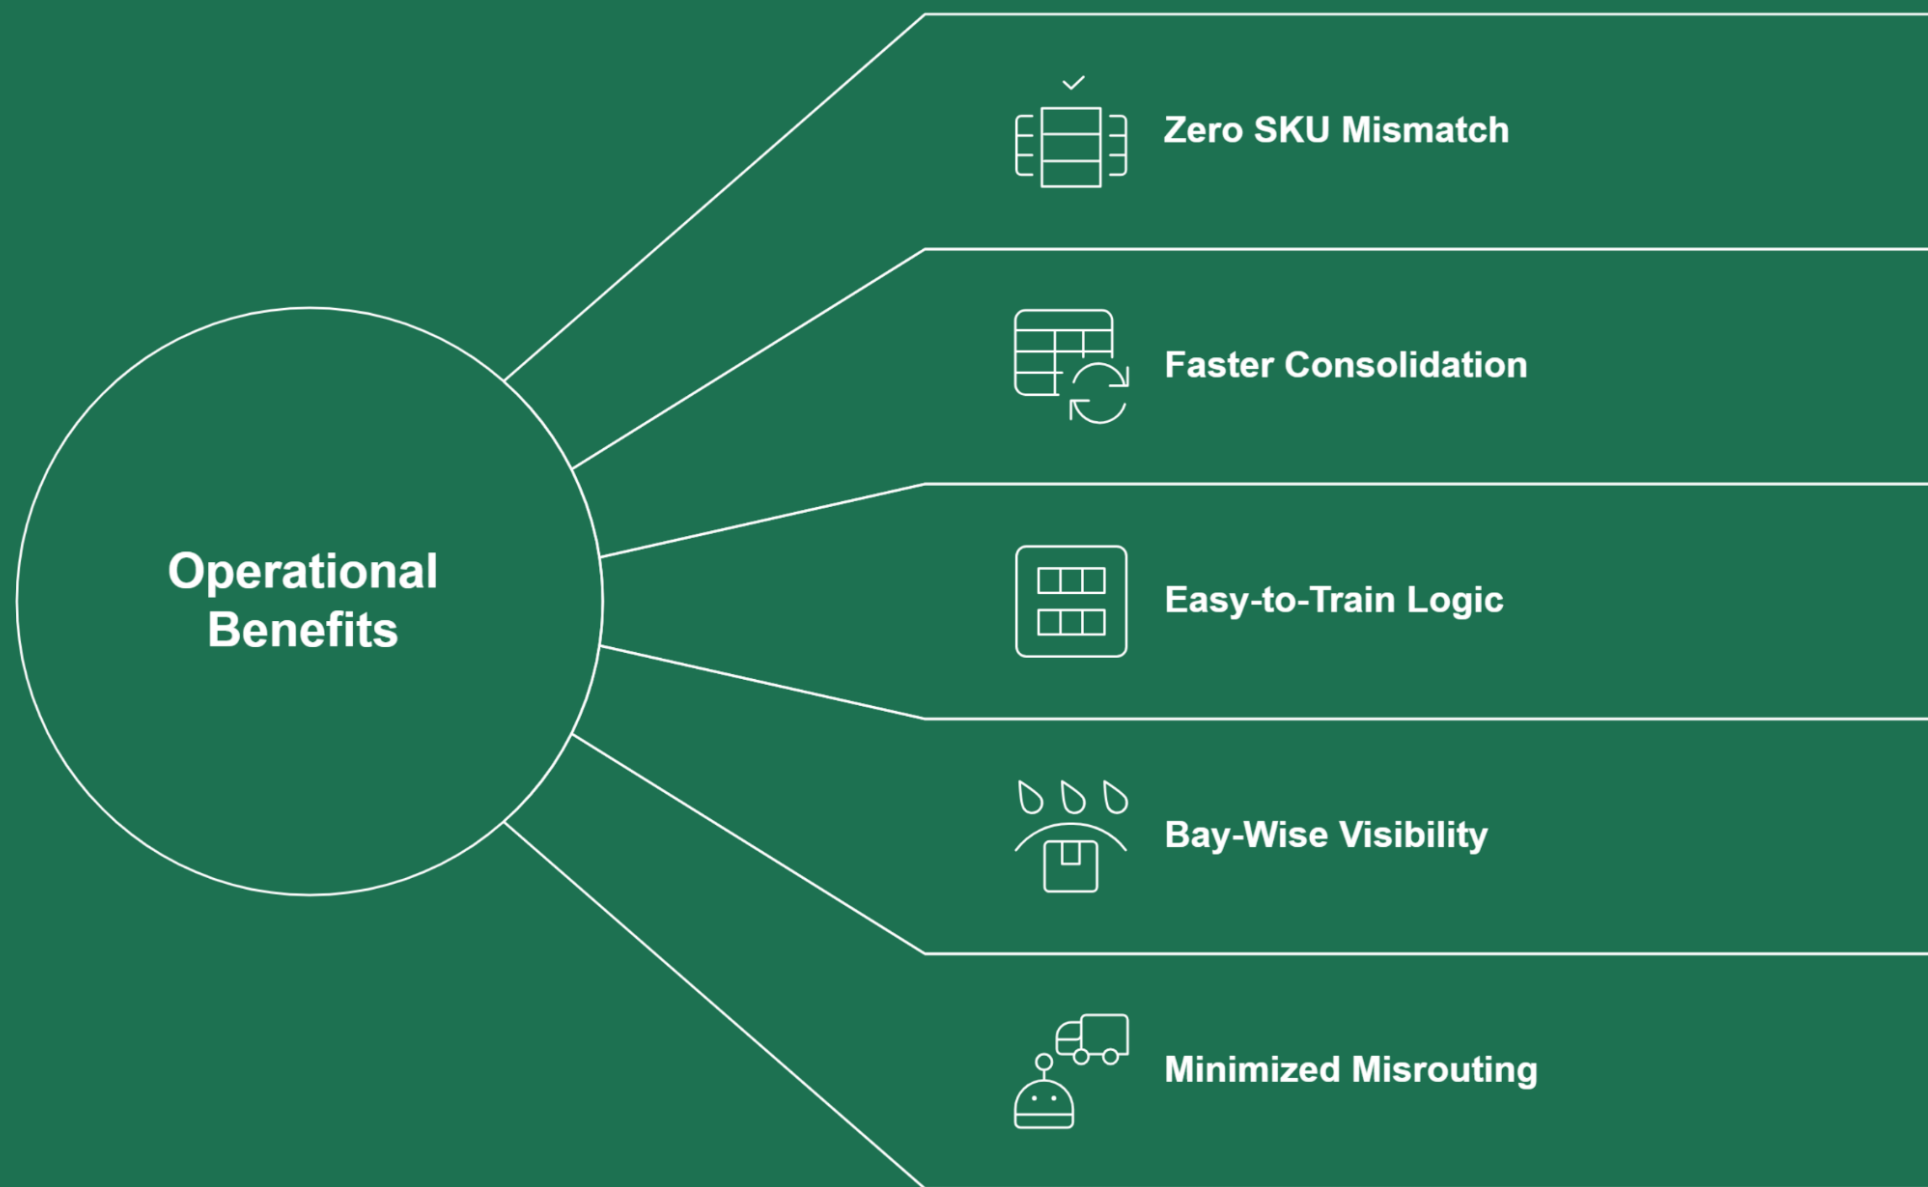 Operational
Benefits
Zero SKU Mismatch
Faster Consolidation
Easy-to-Train Logic
Bay-Wise Visibility
Minimized Misrouting